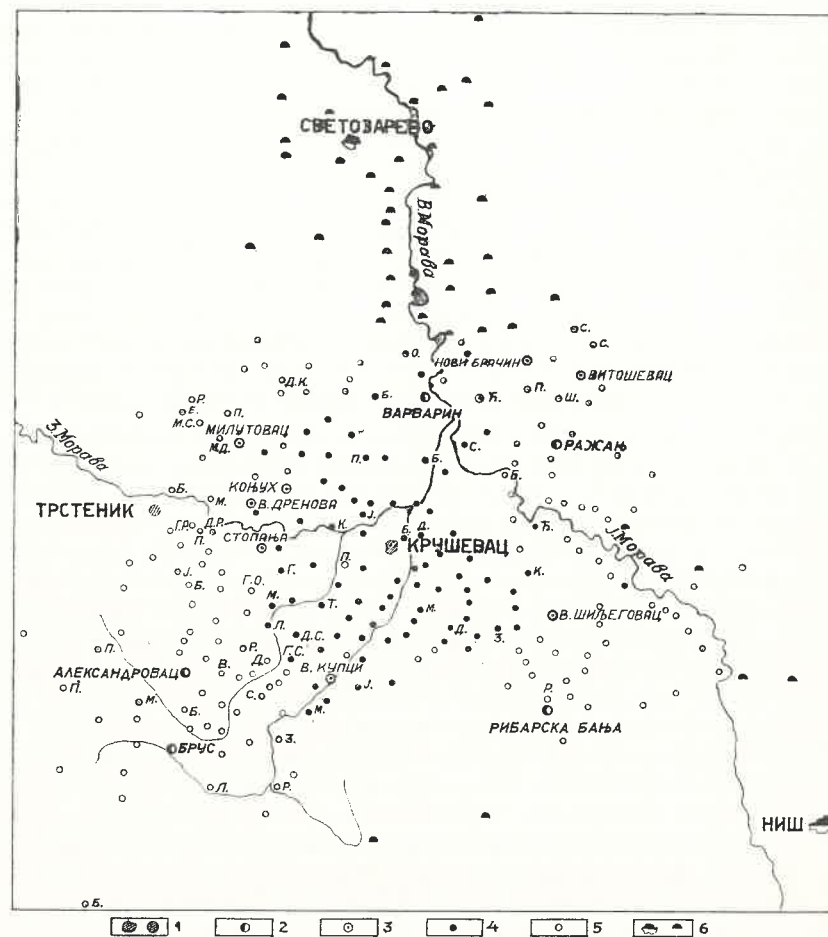 СВЕТОЗАРЕВО
В.Морава
О.
С.
С.
НОВИ БРАЧИН
ВИТОШЕВАЦ
Д.К.
Р.
Е.
П.
М.С.
Б.
ВАРВАРИН
Ћ.
П.
Ш.
МИЛУТОВАЦ
М.Д.
П.
Б.
С.
РАЖАЊ
З.Морава
Б.
М.
КОЊУХ
В.ДРЕНОВА
Б.
ТРСТЕНИК
Г.Р.
Д.Р.
П.
СТОПАЊА
К.
Ј.
Б.
Д.
КРУШЕВАЦ
Ћ.
Ј.Морава
Ј.
Б.
Г.О.
Г.
П.
К.
М.
Т.
М.
В.ШИЉЕГОВАЦ
Л.
Д.С.
Д.
З.
П.
Р.
Г.С.
АЛЕКСАНДРОВАЦ
В.
Д.
В.КУПЦИ
П.
М.
Б.
С.
М.
Ј.
Р.
РИБАРСКА БАЊА
БРУС
З.
Л.
Р.
НИШ
Б.
1 2 3 4 5 6